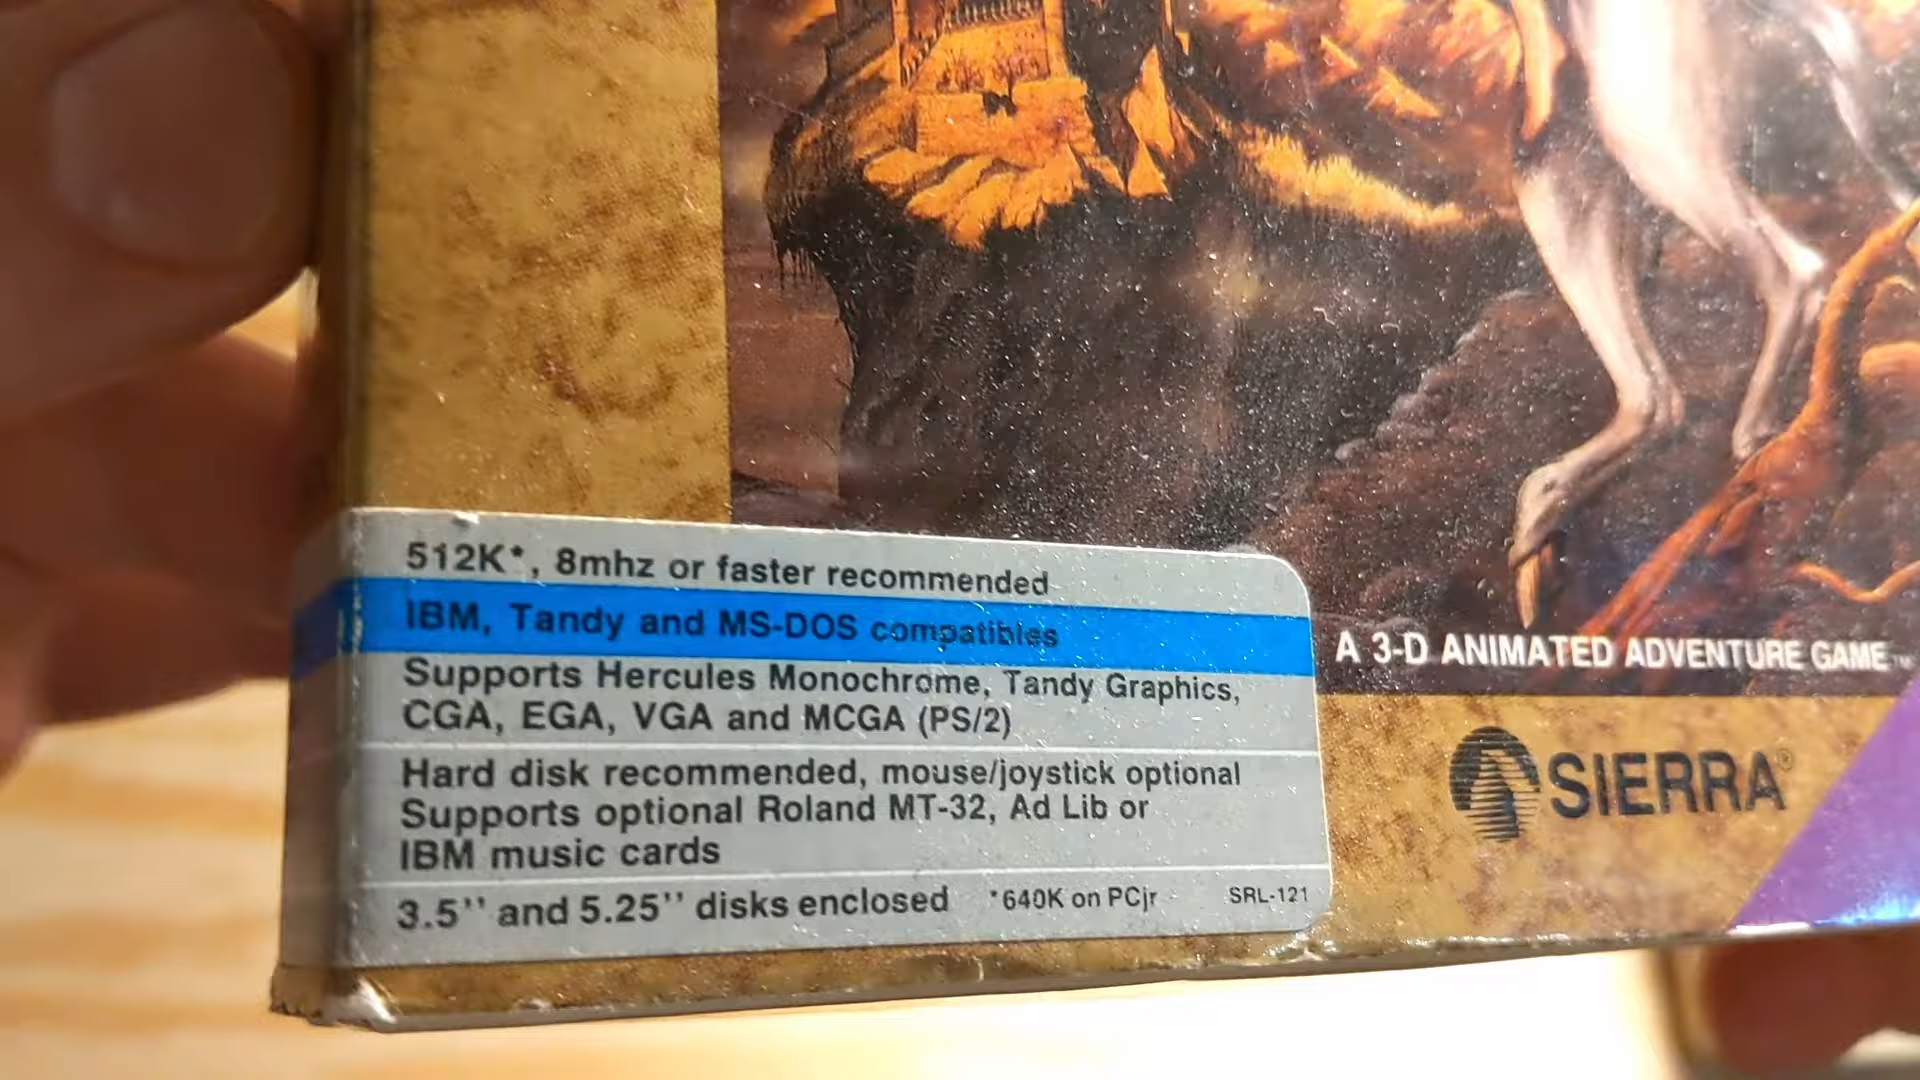 512K*, 8mhz or faster recommended
IBM, Tandy and MS-DOS compatibles
Supports Hercules Monochrome, Tandy Graphics,
CGA, EGA, VGA and MCGA (PS/2)
Hard disk recommended, mouse/joystick optional
Supports optional Roland MT-32, Ad Lib or
IBM music cards
3.5'' and 5.25'' disks enclosed *640K on PCjr SRL-121
A 3-D ANIMATED ADVENTURE GAME™
SIERRA®